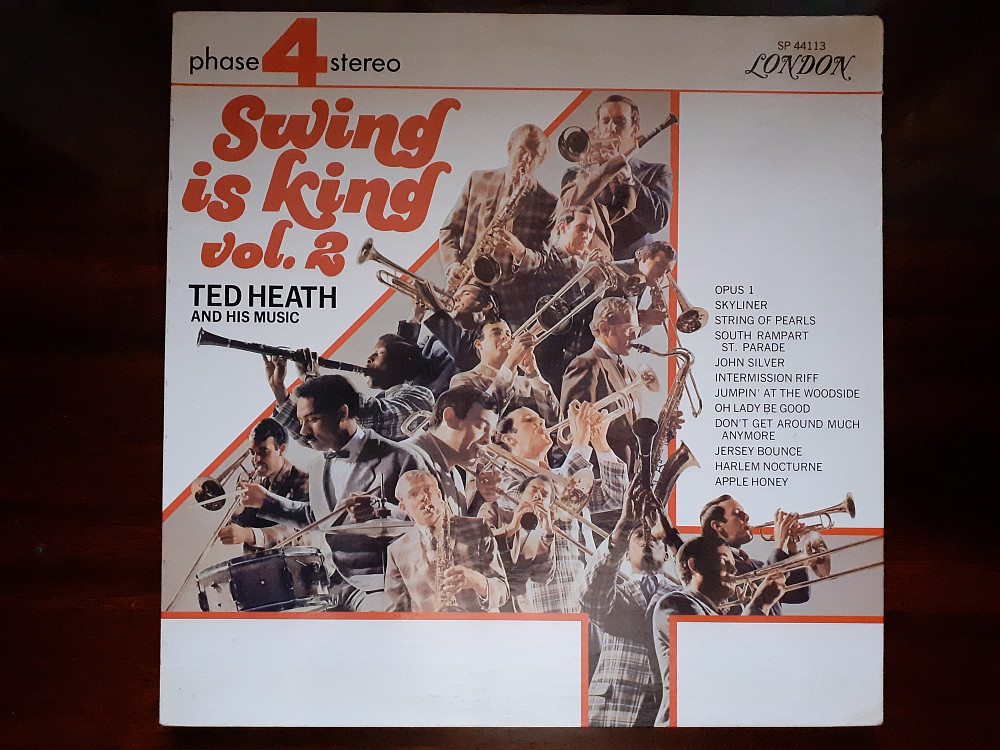 phase 4 stereo
SP 44113
LONDON
Swing
is king
vol. 2
TED HEATH
AND HIS MUSIC
OPUS 1
SKYLINER
STRING OF PEARLS
SOUTH RAMPART
ST. PARADE
JOHN SILVER
INTERMISSION RIFF
JUMPIN' AT THE WOODSIDE
OH LADY BE GOOD
DON'T GET AROUND MUCH
ANYMORE
JERSEY BOUNCE
HARLEM NOCTURNE
APPLE HONEY